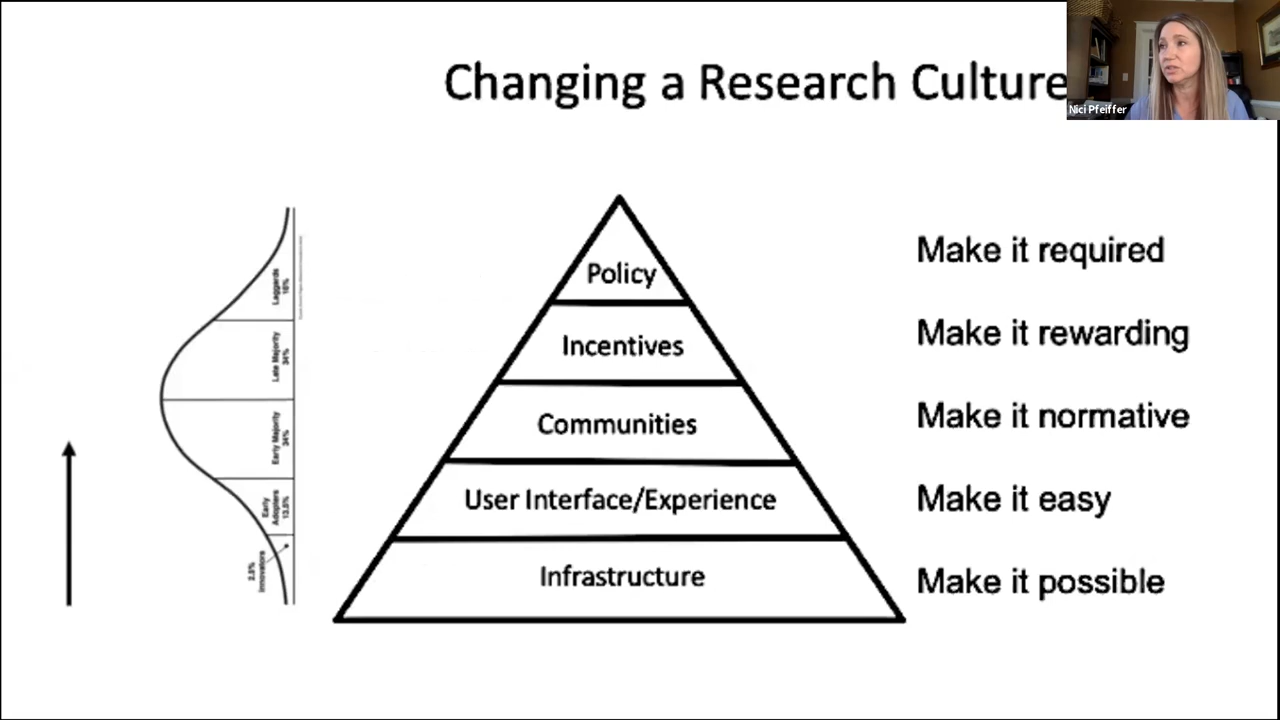 Changing a Research Culture
Nici Pfeiffer
Laggards
16%
Late Majority
34%
Early Majority
34%
Early
Adopters
13.5%
2.5%
Innovators
Policy
Incentives
Communities
User Interface/Experience
Infrastructure
Make it required
Make it rewarding
Make it normative
Make it easy
Make it possible